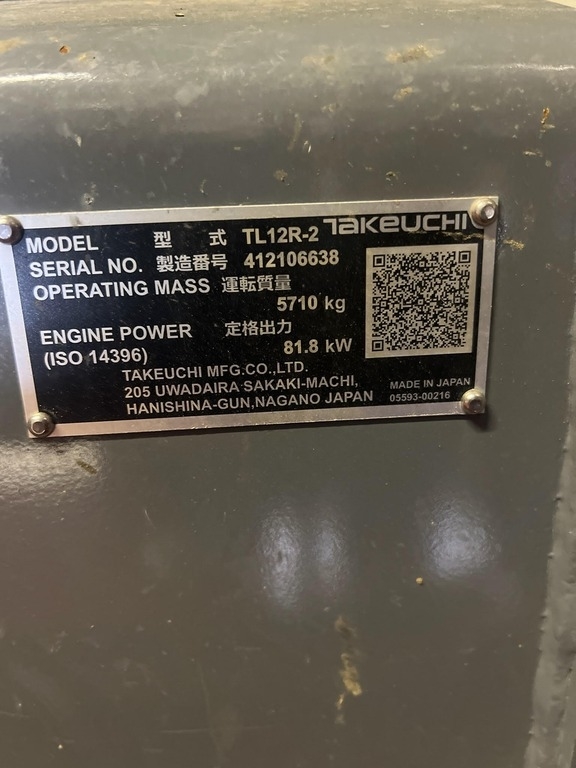 TAKEUCHI
MODEL 型 式 TL12R-2
SERIAL NO. 製造番号 412106638
OPERATING MASS 運転質量
5710 kg
ENGINE POWER 定格出力
(ISO 14396) 81.8 kW
TAKEUCHI MFG.CO.,LTD.
205 UWADAIRA SAKAKI-MACHI,
HANISHINA-GUN,NAGANO JAPAN
MADE IN JAPAN
05593-00216